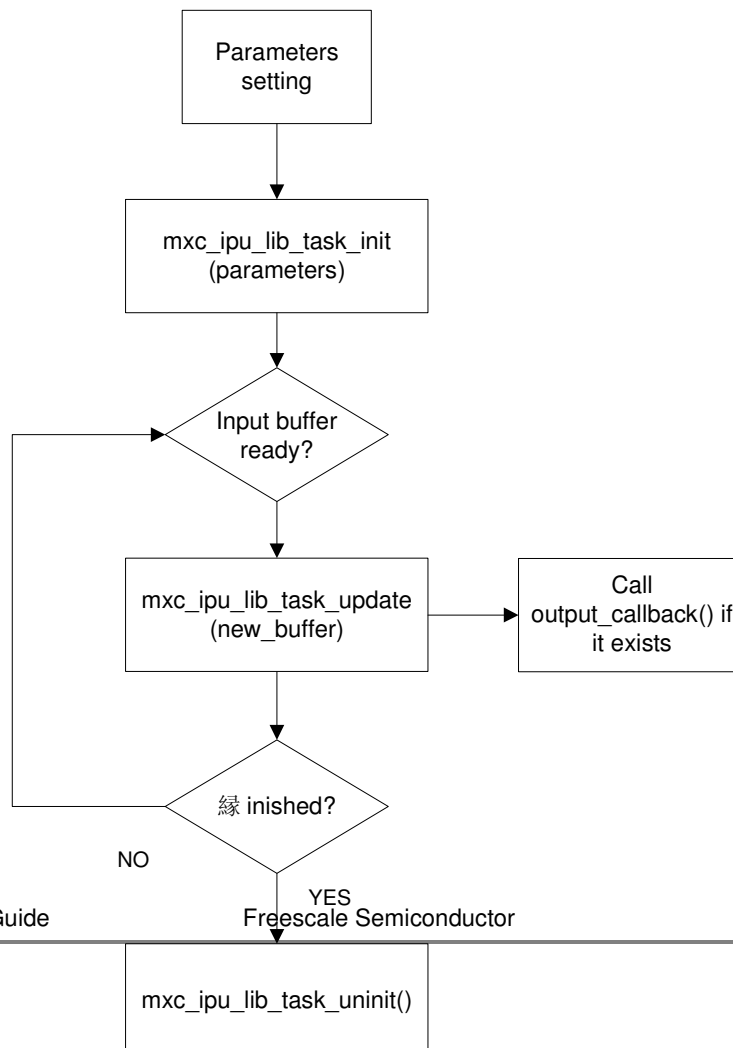 Parameters
setting
mxc_ipu_lib_task_init
(parameters)
Input buffer
ready?
mxc_ipu_lib_task_update
(new_buffer)
Call
output_callback() if
it exists
縁 inished?
NO
YES
Guide
Freescale Semiconductor
mxc_ipu_lib_task_uninit()